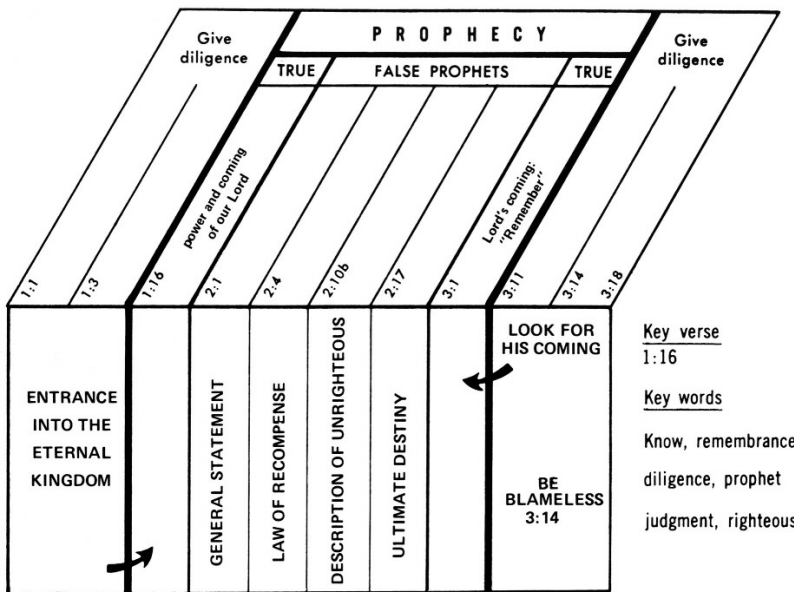 Give
diligence
PROPHECY
TRUE
FALSE PROPHETS
TRUE
Give
diligence
power and coming
of our Lord
Lord's coming:
"Remember"
1:1
1:3
1:16
2:1
2:4
2:10b
2:17
3:1
3:11
3:14
3:18
ENTRANCE
INTO THE
ETERNAL
KINGDOM
GENERAL STATEMENT
LAW OF RECOMPENSE
DESCRIPTION OF UNRIGHTEOUS
ULTIMATE DESTINY
LOOK FOR
HIS COMING
BE
BLAMELESS
3:14
Key verse
1:16
Key words
Know, remembrance
diligence, prophet
judgment, righteous